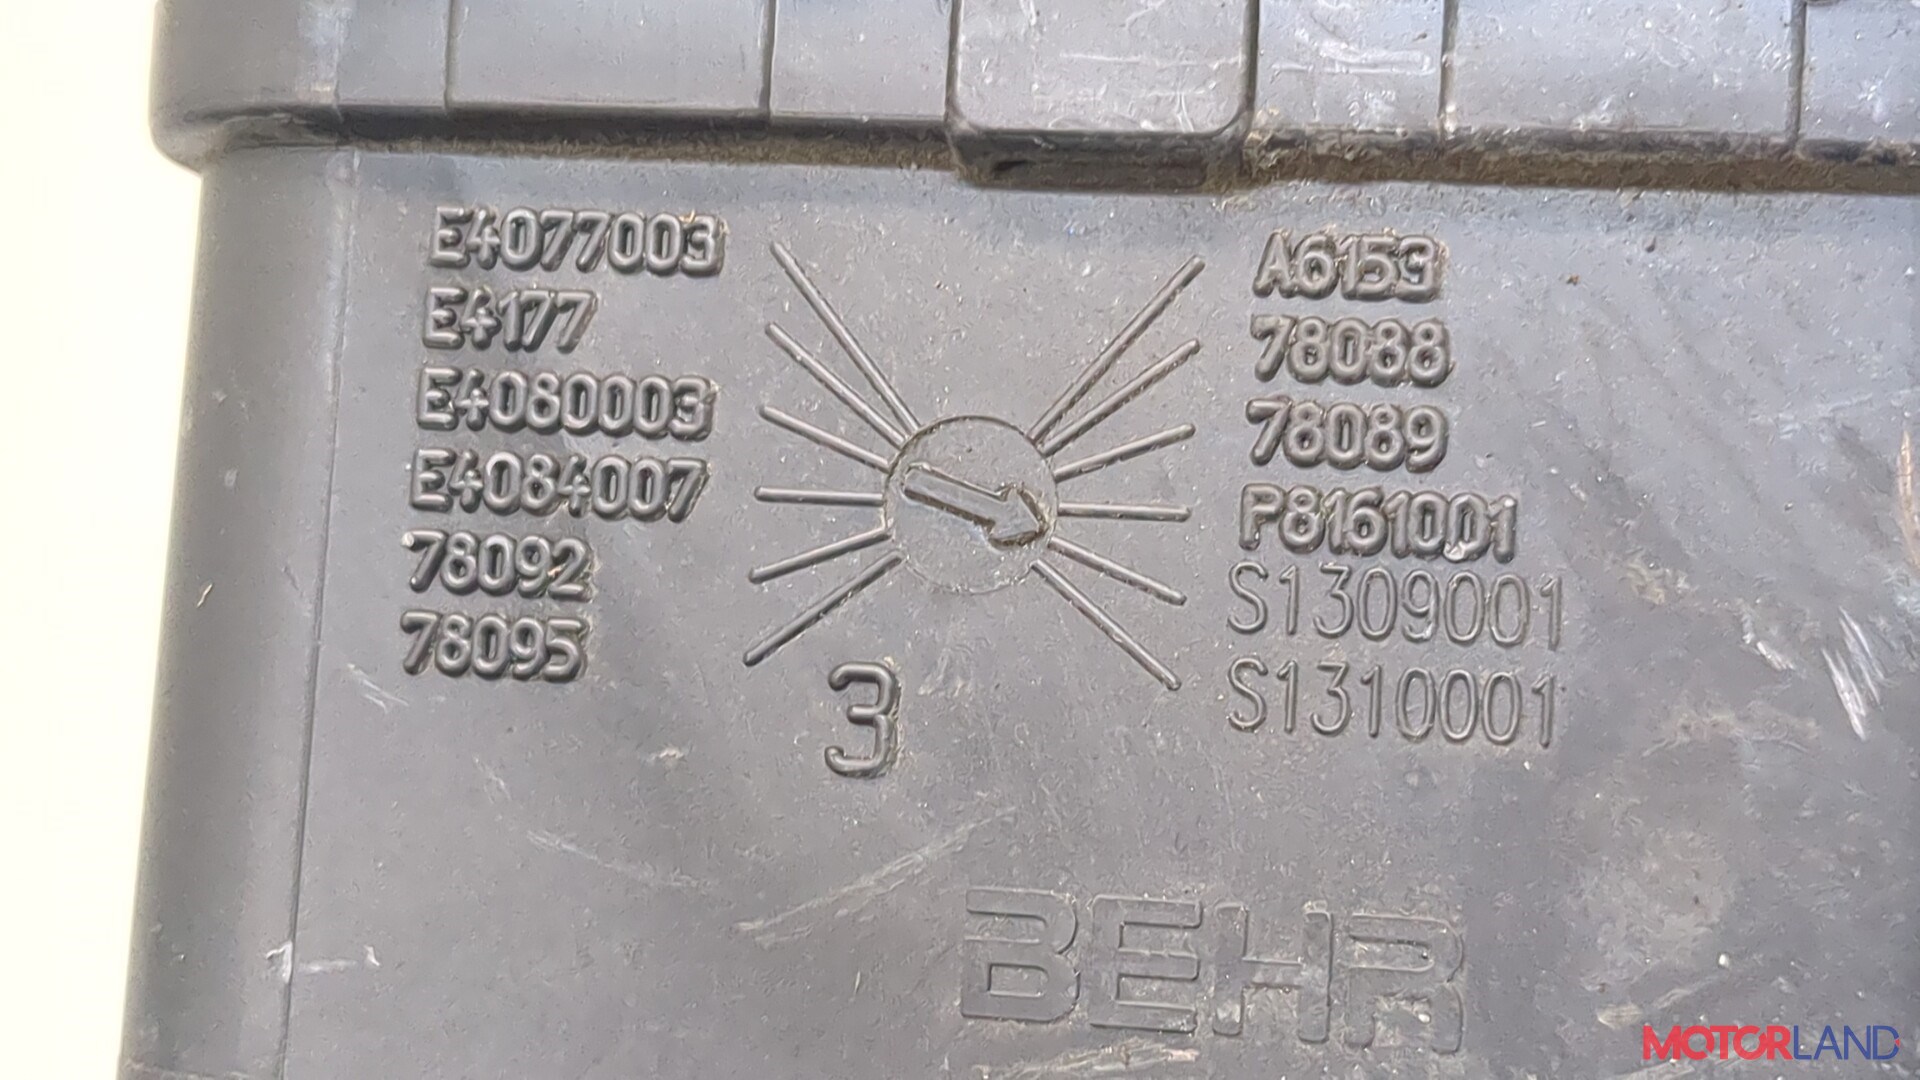 E4077003
E4177
E4080003
E4084007
78092
78095
3
A6153
78088
78089
P8161001
S1309001
S1310001
BEHR
MOTORLAND